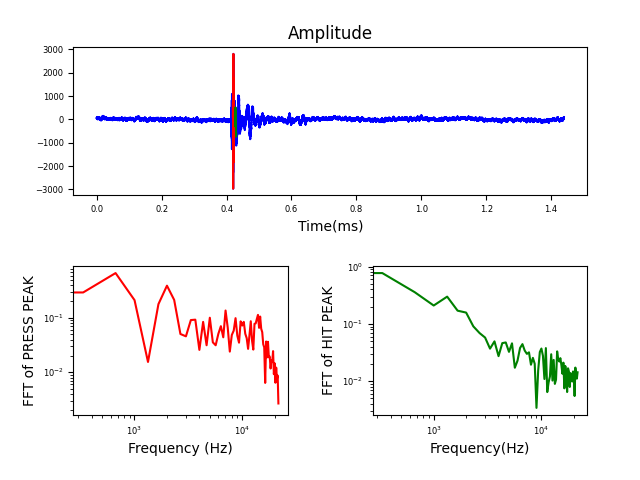 Amplitude
3000
2000
1000
0
−1000
−2000
−3000
0.0 0.2 0.4 0.6 0.8 1.0 1.2 1.4
Time(ms)
FFT of PRESS PEAK
10⁻¹
10⁻²
10³ 10⁴
Frequency (Hz)
FFT of HIT PEAK
10⁰
10⁻¹
10⁻²
10³ 10⁴
Frequency(Hz)